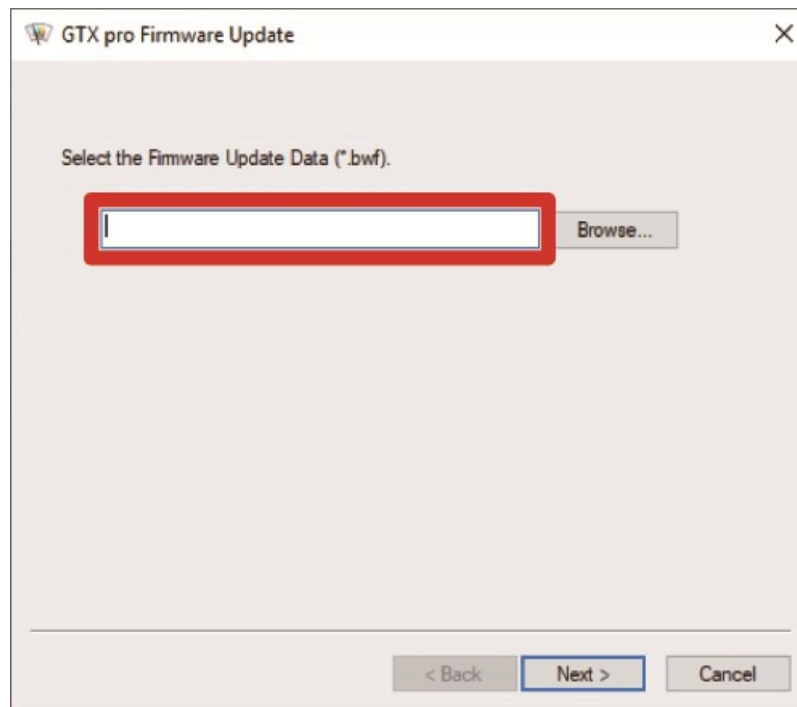 GTX pro Firmware Update
Select the Firmware Update Data (*.bwf).
Browse...
< Back Next > Cancel